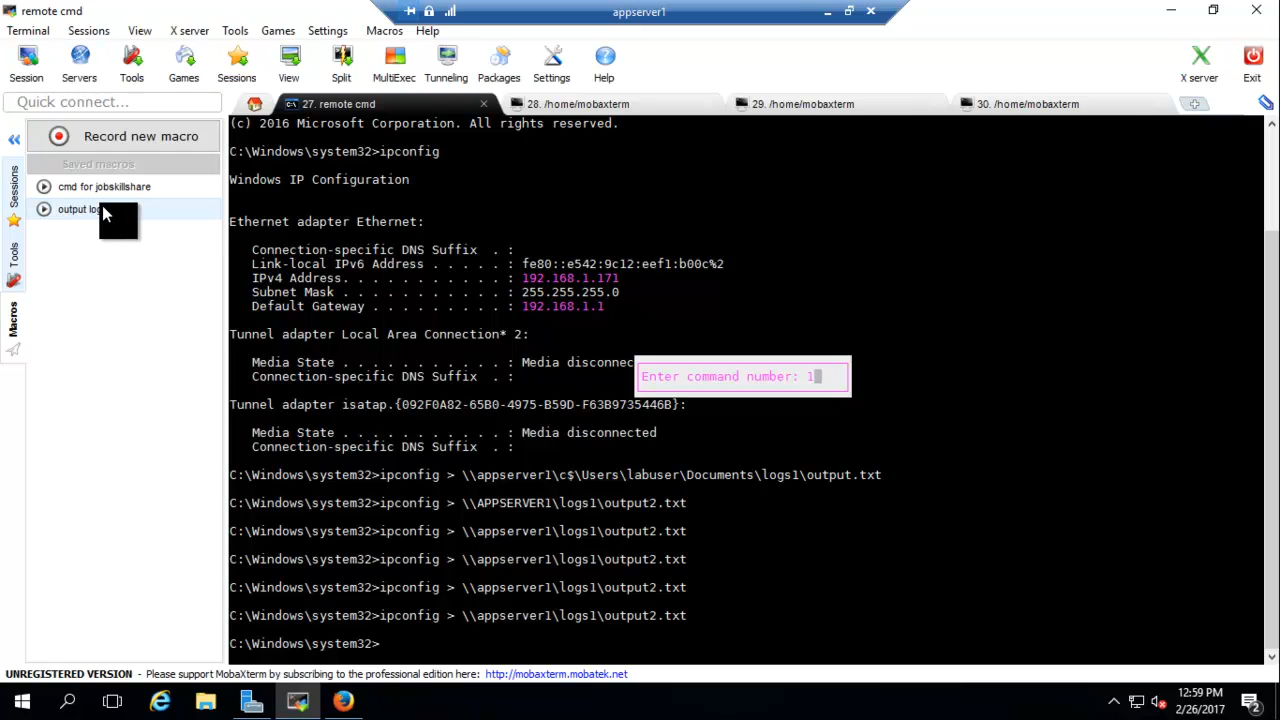 remote cmd
appserver1
Terminal Sessions View X server Tools Games Settings Macros Help
Session Servers Tools Games Sessions View Split MultiExec Tunneling Packages Settings Help X server Exit
Quick connect...
27. remote cmd
28. /home/mobaxterm
29. /home/mobaxterm
30. /home/mobaxterm
Record new macro
Saved macros
cmd for jobskillshare
output log
Sessions
Tools
Macros
(c) 2016 Microsoft Corporation. All rights reserved.
C:\Windows\system32>ipconfig
Windows IP Configuration
Ethernet adapter Ethernet:
Connection-specific DNS Suffix . :
Link-local IPv6 Address . . . . . : fe80::e542:9c12:eef1:b00c%2
IPv4 Address. . . . . . . . . . . : 192.168.1.171
Subnet Mask . . . . . . . . . . . : 255.255.255.0
Default Gateway . . . . . . . . . : 192.168.1.1
Tunnel adapter Local Area Connection* 2:
Media State . . . . . . . . . . . : Media disconnec
Connection-specific DNS Suffix . :
Enter command number: 1
Tunnel adapter isatap.{092F0A82-65B0-4975-B59D-F63B9735446B}:
Media State . . . . . . . . . . . : Media disconnected
Connection-specific DNS Suffix . :
C:\Windows\system32>ipconfig > \\appserver1\c$\Users\labuser\Documents\logs1\output.txt
C:\Windows\system32>ipconfig > \\APPSERVER1\logs1\output2.txt
C:\Windows\system32>ipconfig > \\appserver1\logs1\output2.txt
C:\Windows\system32>ipconfig > \\appserver1\logs1\output2.txt
C:\Windows\system32>ipconfig > \\appserver1\logs1\output2.txt
C:\Windows\system32>ipconfig > \\appserver1\logs1\output2.txt
C:\Windows\system32>
UNREGISTERED VERSION - Please support MobaXterm by subscribing to the professional edition here: http://mobaxterm.mobatek.net
12:59 PM
2/26/2017
2